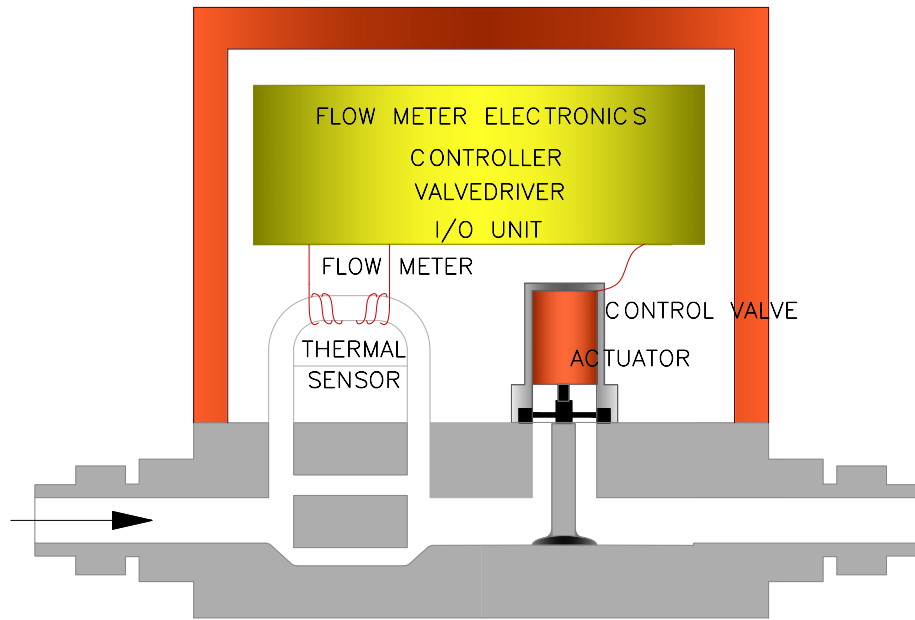 FLOW METER ELECTRONICS
CONTROLLER
VALVEDRIVER
I/O UNIT
FLOW METER
CONTROL VALVE
THERMAL
SENSOR
ACTUATOR